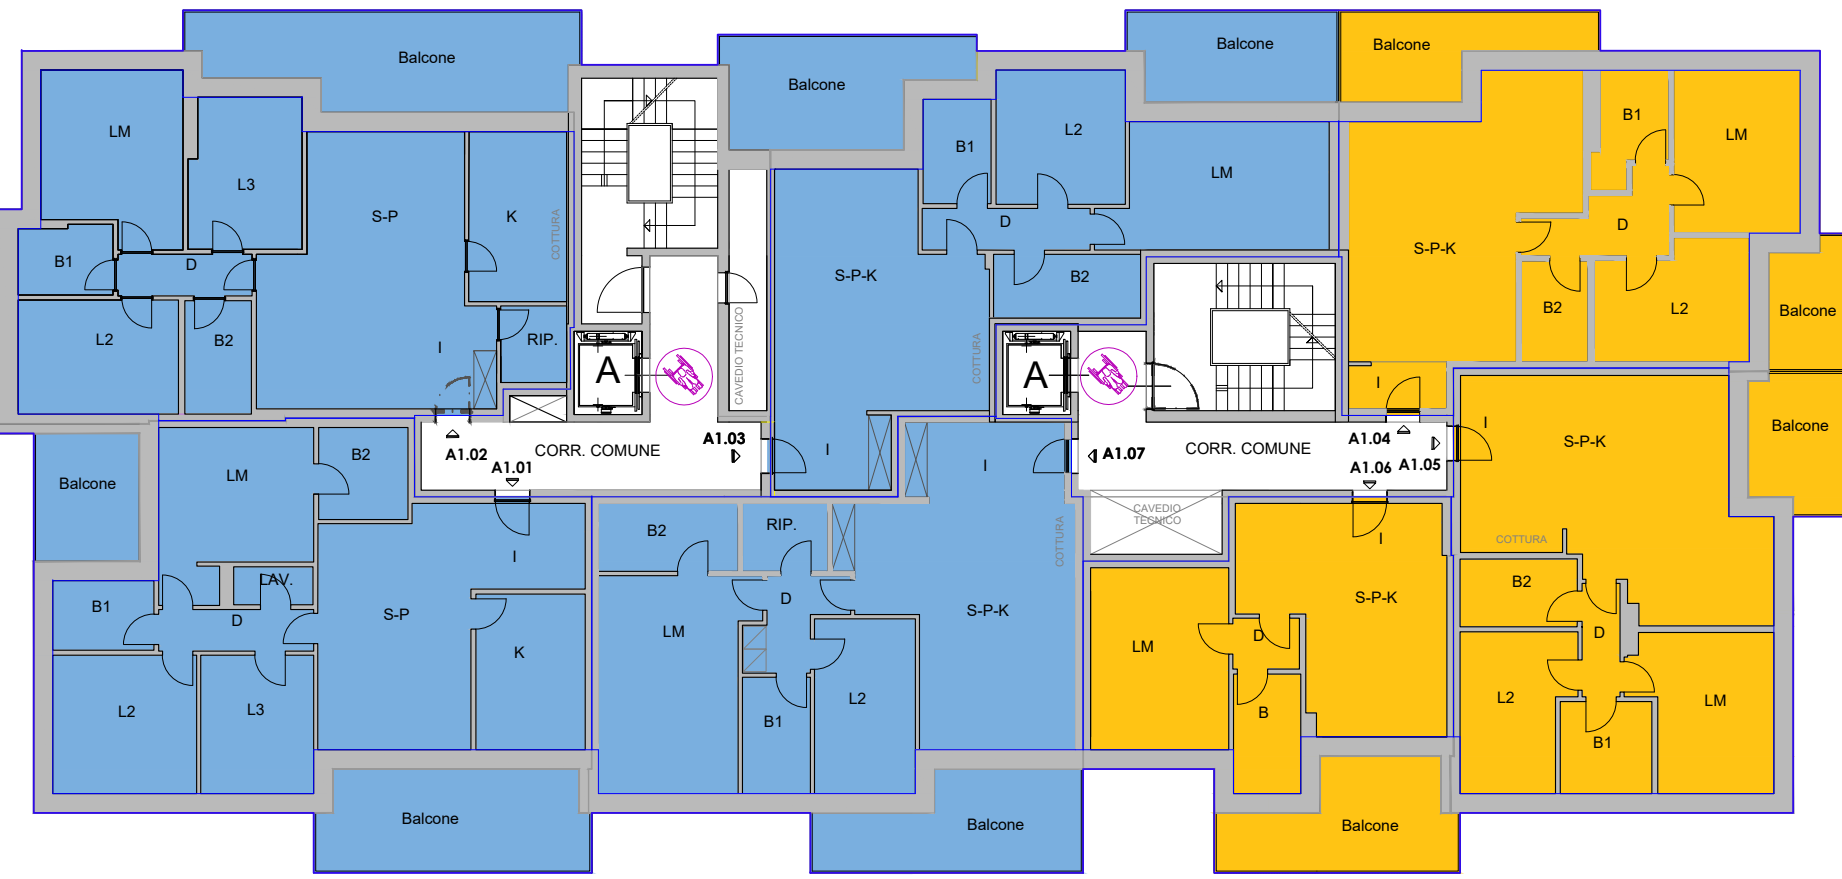 Balcone
Balcone
Balcone
Balcone
LM
L3
S-P
K
COTTURA
B1
D
L2
B2
I
RIP.
A
CAVEDIO TECNICO
B1
L2
LM
D
S-P-K
B2
COTTURA
I
A
S-P-K
B1
LM
D
B2
L2
I
Balcone
Balcone
A1.02
A1.01
CORR. COMUNE
A1.03
A1.07
CORR. COMUNE
A1.04
A1.06
A1.05
CAVEDIO
TECNICO
Balcone
LM
B2
I
LAV.
B1
D
S-P
L2
L3
K
Balcone
B2
RIP.
I
COTTURA
D
LM
S-P-K
B1
L2
Balcone
I
S-P-K
LM
D
B
Balcone
I
S-P-K
COTTURA
B2
D
L2
LM
B1